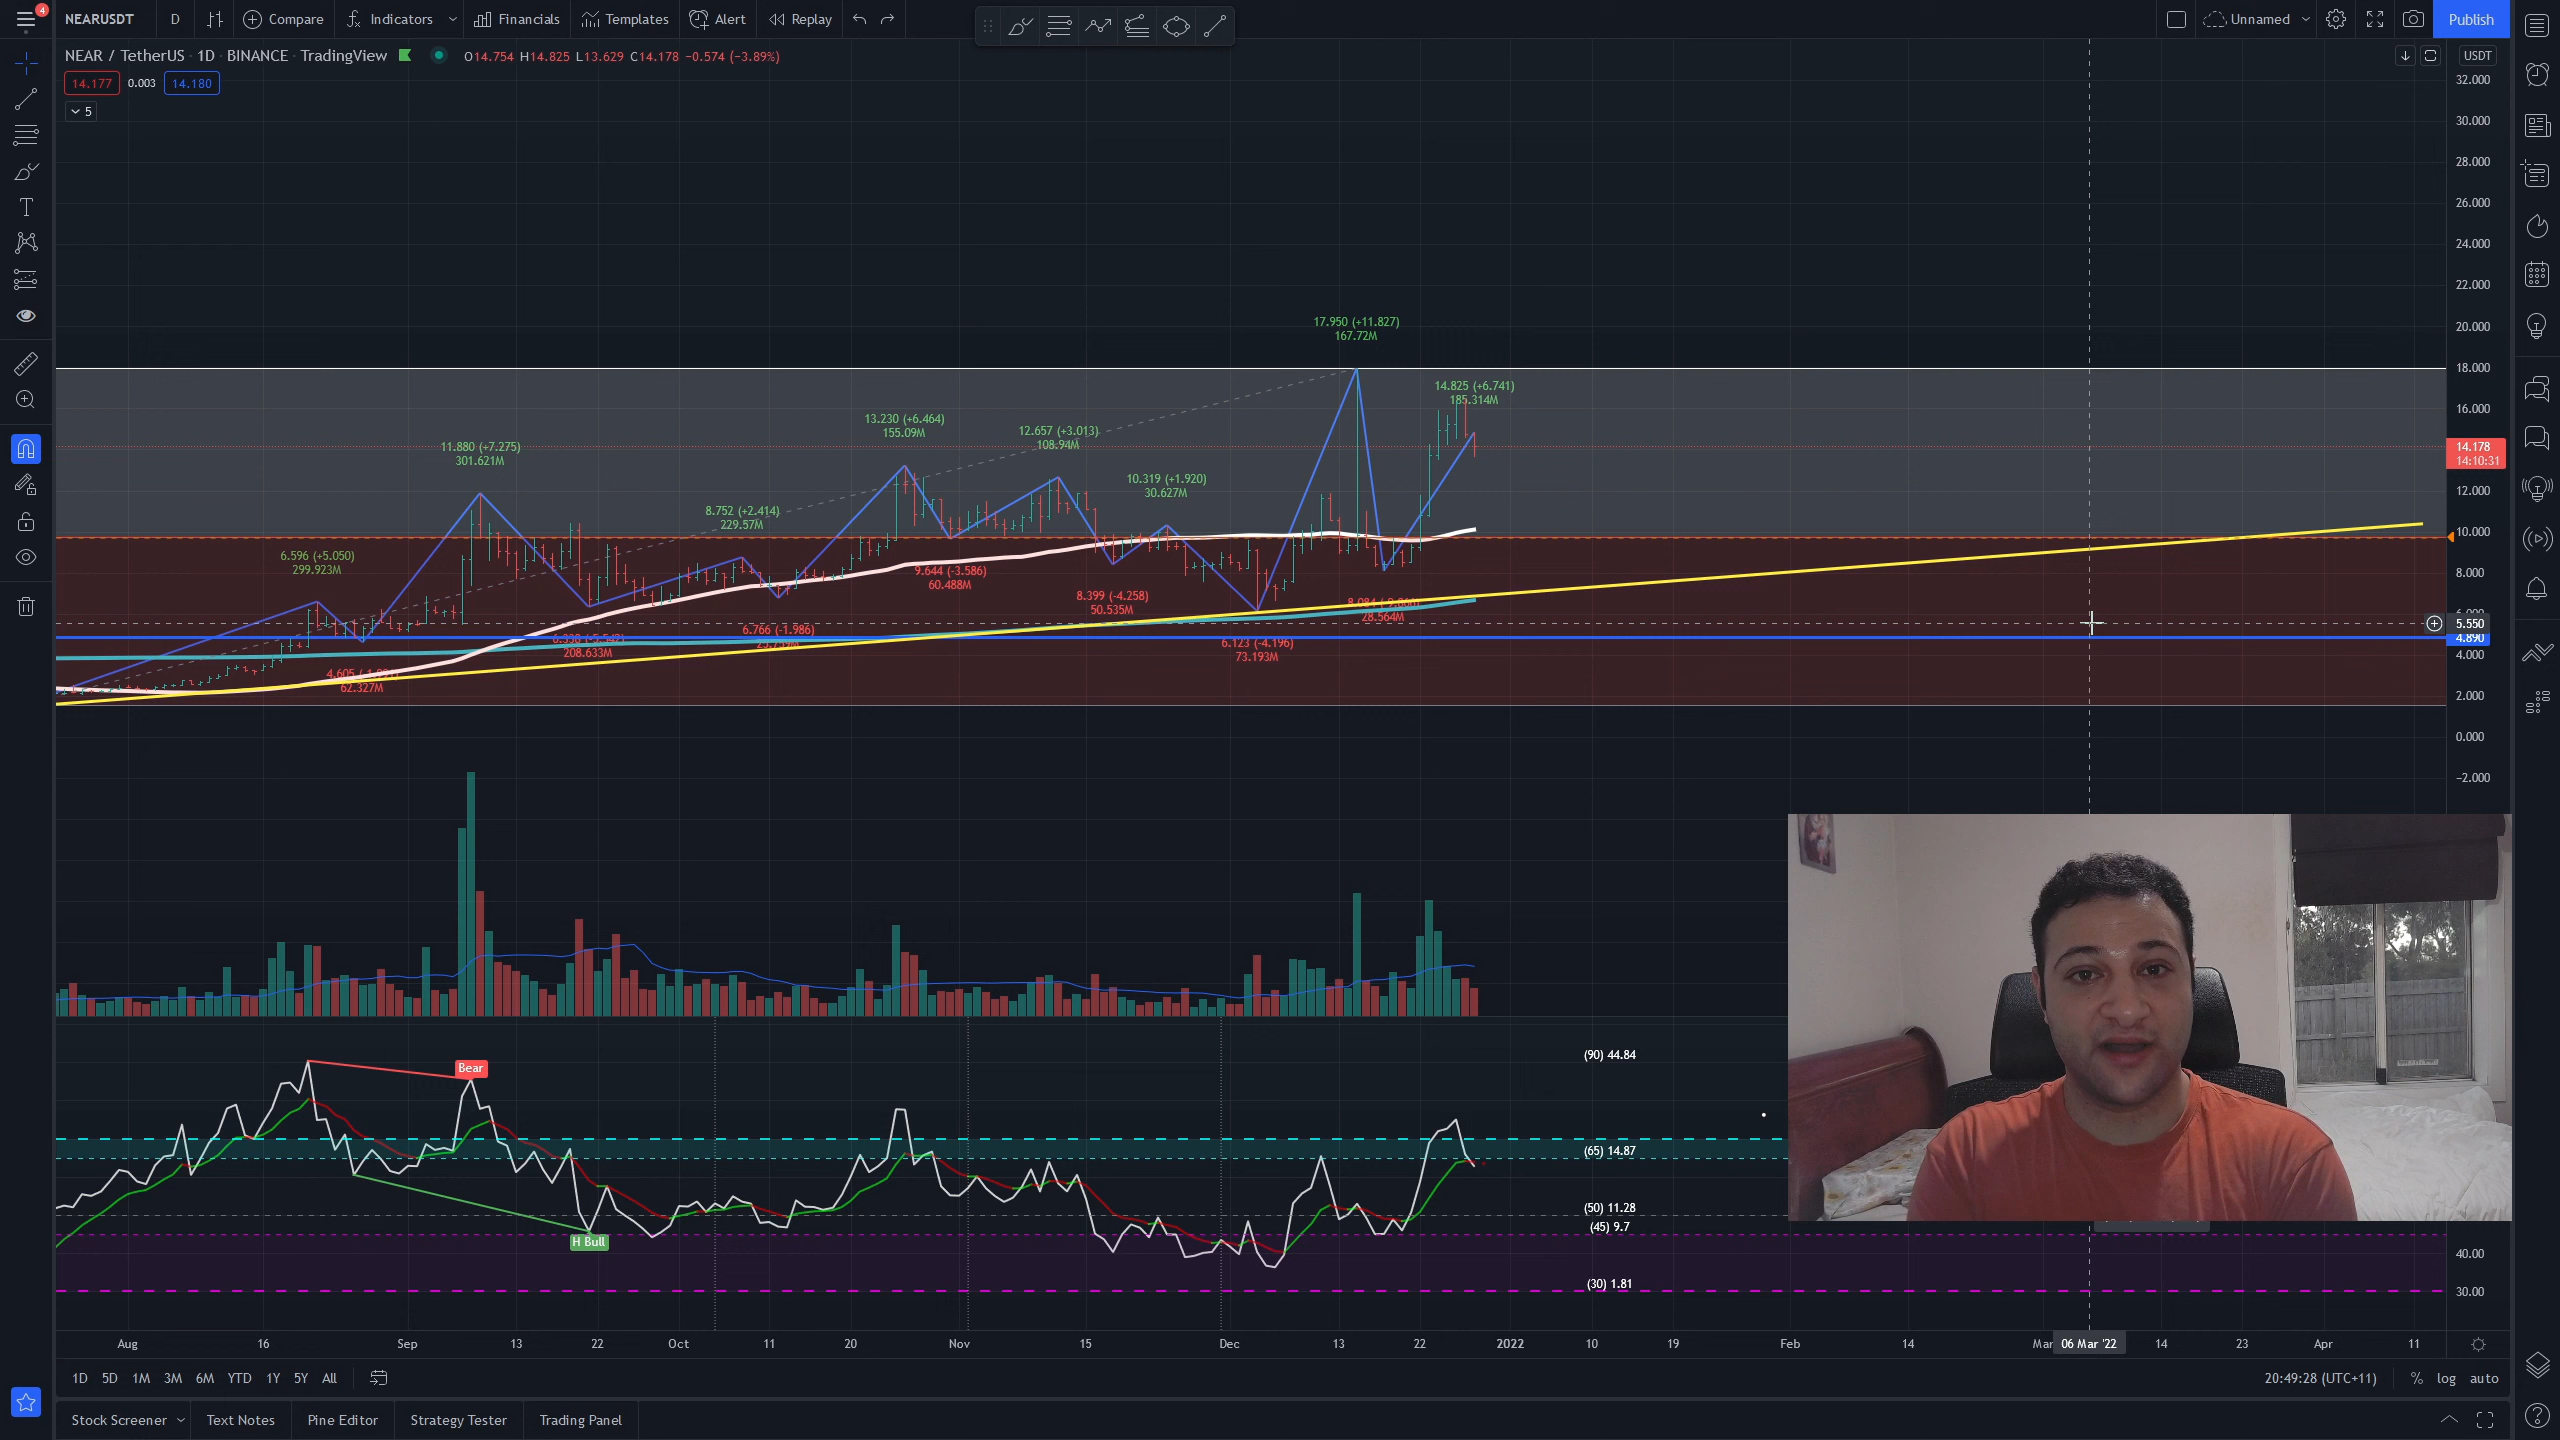 4
NEARUSDT D Compare Indicators Financials Templates Alert Replay Unnamed Publish
NEAR / TetherUS · 1D · BINANCE · TradingView O14.754 H14.825 L13.629 C14.178 −0.574 (−3.89%) USDT
14.177 0.003 14.180
5
32.000
30.000
28.000
26.000
24.000
22.000
20.000
18.000
16.000
14.178
14:10:31
12.000
10.000
8.000
5.550
4.890
4.000
2.000
0.000
−2.000
17.950 (+11.827)
167.72M
14.825 (+6.741)
185.314M
13.230 (+6.464)
155.09M
12.657 (+3.013)
108.94M
11.880 (+7.275)
301.621M
10.319 (+1.920)
30.627M
8.752 (+2.414)
229.57M
6.596 (+5.050)
299.923M
9.644 (-3.586)
60.488M
8.399 (-4.258)
50.535M
28.564M
6.766 (-1.986)
208.633M
6.123 (-4.196)
73.193M
62.327M
Bear
H Bull
(90) 44.84
(65) 14.87
(50) 11.28
(45) 9.7
(30) 1.81
40.00
30.00
Aug 16 Sep 13 22 Oct 11 20 Nov 15 Dec 13 22 2022 10 19 Feb 14 Mar 06 Mar '22 14 23 Apr 11
1D 5D 1M 3M 6M YTD 1Y 5Y All 20:49:28 (UTC+11) % log auto
Stock Screener Text Notes Pine Editor Strategy Tester Trading Panel